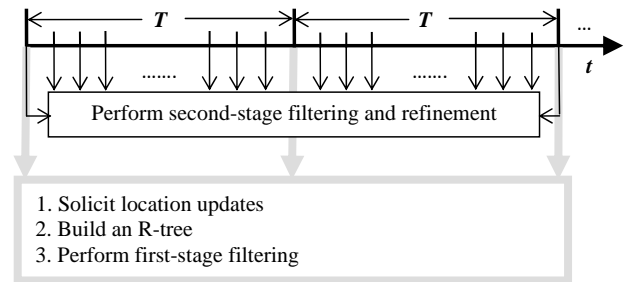 T T ...
t
....... .......
Perform second-stage filtering and refinement
1. Solicit location updates
2. Build an R-tree
3. Perform first-stage filtering